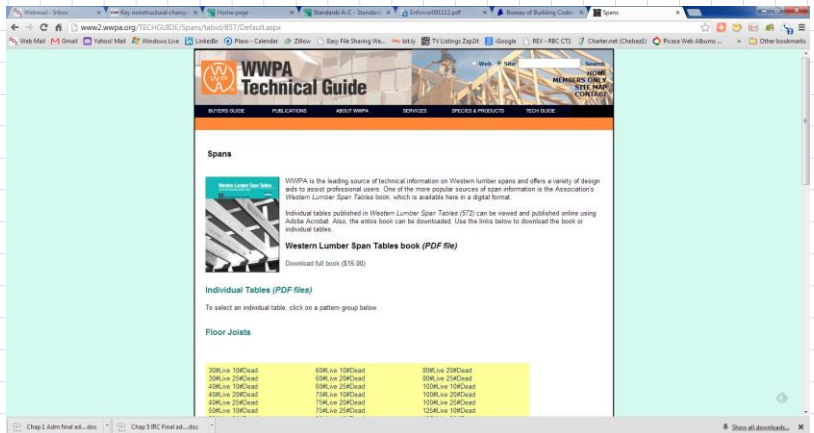 Webmail - Inbox
Key nonstructural change
Home page
Standards A-C - Standard
Enforcer091212.pdf
Bureau of Building Codes
Spans
www2.wwpa.org/TECHGUIDE/Spans/tabid/857/Default.aspx
Web Mail Gmail Yahoo! Mail Windows Live LinkedIn Plaxo - Calendar Zillow Easy File Sharing We... bit.ly TV Listings Zap2it iGoogle REX - RBC CTS Charter.net (Chelsea1) Picasa Web Albums ... Other bookmarks
WWPA
Technical Guide
Web Site Search
HOME
MEMBERS ONLY
SITE MAP
CONTACT
BUYERS GUIDE PUBLICATIONS ABOUT WWPA SERVICES SPECIES & PRODUCTS TECH GUIDE
Spans
Western Lumber Span Tables
WWPA is the leading source of technical information on Western lumber spans and offers a variety of design
aids to assist professional users. One of the more popular sources of span information is the Association's
Western Lumber Span Tables book, which is available here in a digital format.
Individual tables published in Western Lumber Span Tables (572) can be viewed and published online using
Adobe Acrobat. Also, the entire book can be downloaded. Use the links below to download the book or
individual tables.
Western Lumber Span Tables book (PDF file)
Download full book ($15.00)
Individual Tables (PDF files)
To select an individual table, click on a pattern group below.
Floor Joists
30#Live 10#Dead 60#Live 10#Dead 80#Live 20#Dead
30#Live 25#Dead 60#Live 20#Dead 80#Live 25#Dead
40#Live 10#Dead 60#Live 25#Dead 100#Live 10#Dead
40#Live 20#Dead 75#Live 10#Dead 100#Live 20#Dead
40#Live 25#Dead 75#Live 20#Dead 100#Live 25#Dead
50#Live 10#Dead 75#Live 25#Dead 125#Live 10#Dead
Chap 1 Adm final ad....doc
Chap 5 IRC Final ad....doc
Show all downloads...